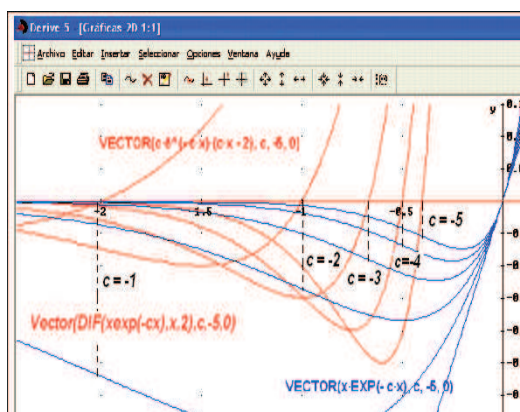 Derive 5 - [Gráficas 2D 1:1]
Archivo Editar Insertar Seleccionar Opciones Ventana Ayuda
y
VECTOR(c·ê^(-c·x)·(c·x - 2), c, -5, 0)
-2 -1.5 -1 -0.5
c = -5
c = -2
c=-4
c = -3
c = -1
Vector(DIF(xexp(-cx),x,2),c,-5,0)
VECTOR(x·EXP(- c·x), c, -5, 0)